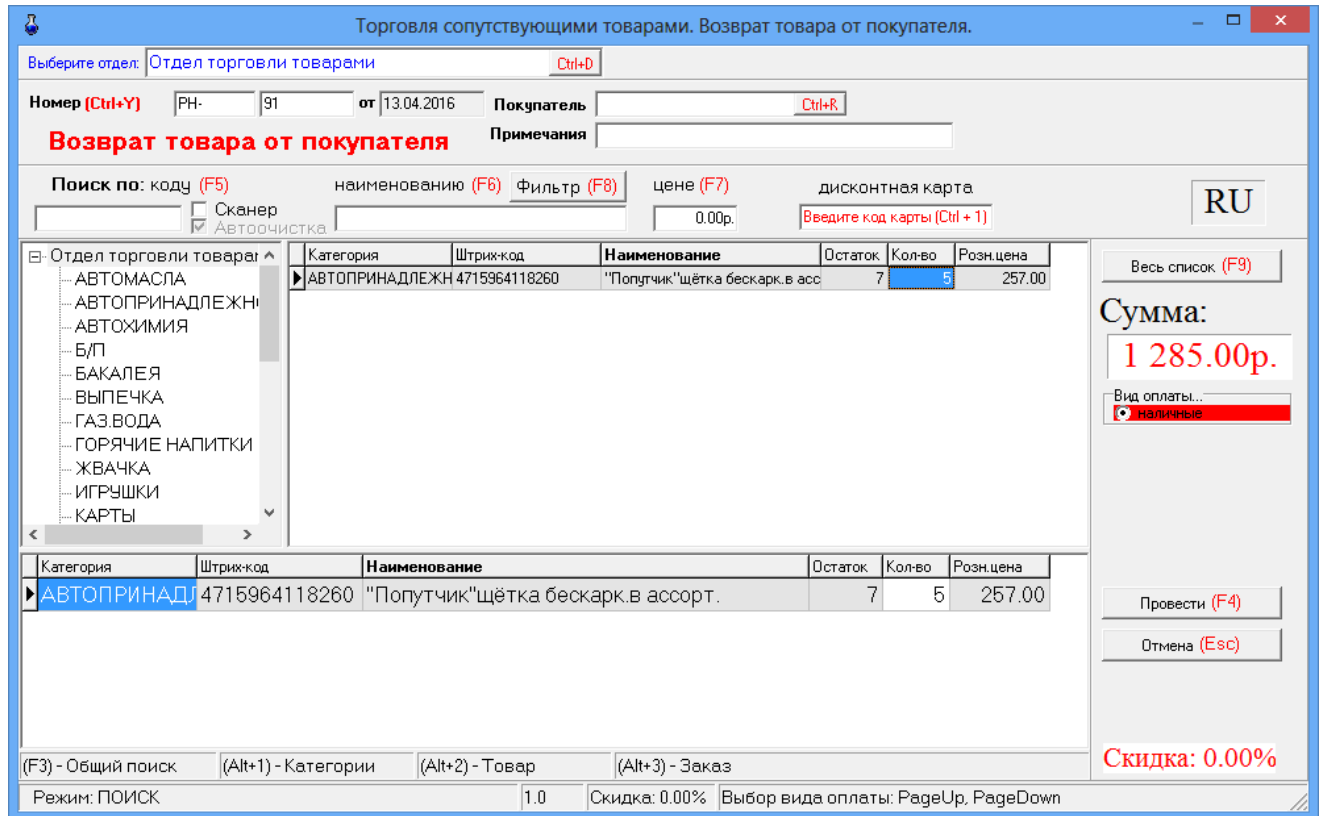 Торговля сопутствующими товарами. Возврат товара от покупателя.
Выберите отдел: Отдел торговли товарами Ctrl+D
Номер (Ctrl+Y) РН- 91 от 13.04.2016 Покупатель Ctrl+R
Возврат товара от покупателя Примечания
Поиск по: коду (F5) наименованию (F6) Фильтр (F8) цене (F7) дисконтная карта
Сканер
Автоочистка 0.00р. Введите код карты (Ctrl + 1) RU
Отдел торговли товарам
АВТОМАСЛА
АВТОПРИНАДЛЕЖН
АВТОХИМИЯ
Б/П
БАКАЛЕЯ
ВЫПЕЧКА
ГАЗ.ВОДА
ГОРЯЧИЕ НАПИТКИ
ЖВАЧКА
ИГРУШКИ
КАРТЫ
Категория Штрих-код Наименование Остаток Кол-во Розн.цена
АВТОПРИНАДЛЕЖН 4715964118260 "Попутчик"щётка бескарк.в асс 7 5 257.00
Весь список (F9)
Сумма:
1 285.00р.
Вид оплаты...
наличные
Категория Штрих-код Наименование Остаток Кол-во Розн.цена
АВТОПРИНАДЛ 4715964118260 "Попутчик"щётка бескарк.в ассорт. 7 5 257.00
Провести (F4)
Отмена (Esc)
Скидка: 0.00%
(F3) - Общий поиск (Alt+1) - Категории (Alt+2) - Товар (Alt+3) - Заказ
Режим: ПОИСК 1.0 Скидка: 0.00% Выбор вида оплаты: PageUp, PageDown